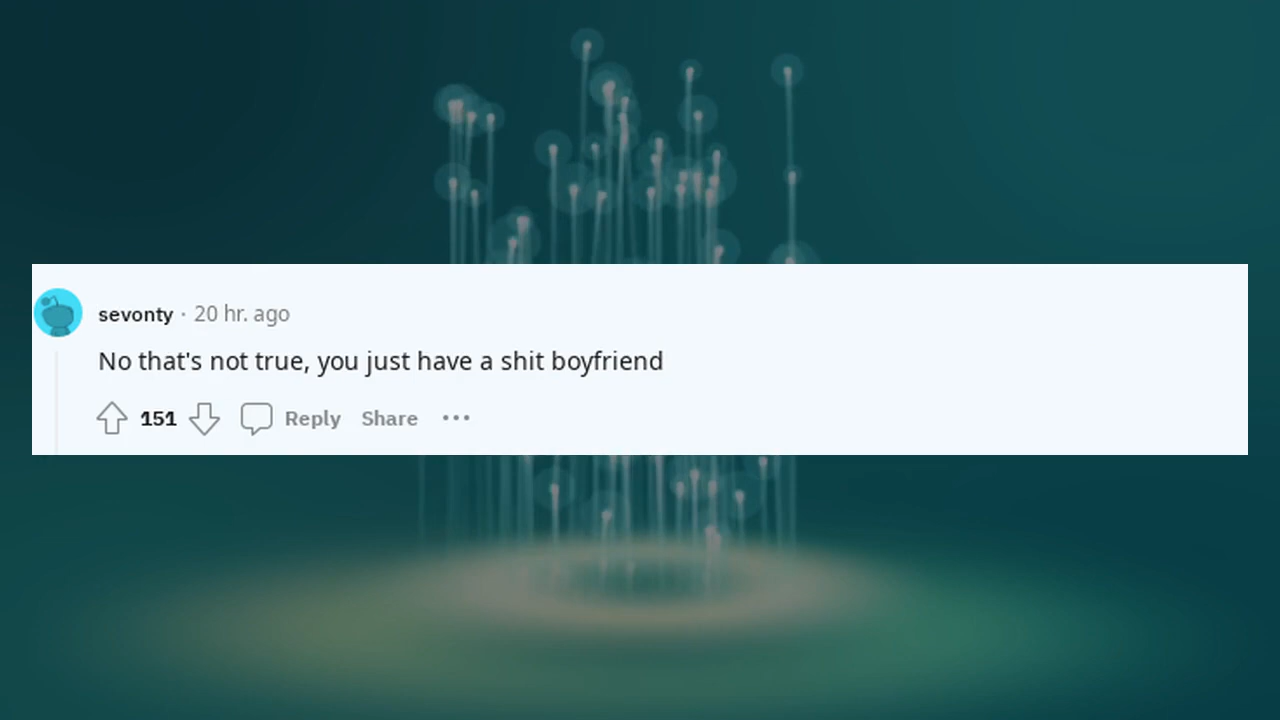 sevonty · 20 hr. ago
No that's not true, you just have a shit boyfriend
151 Reply Share ···